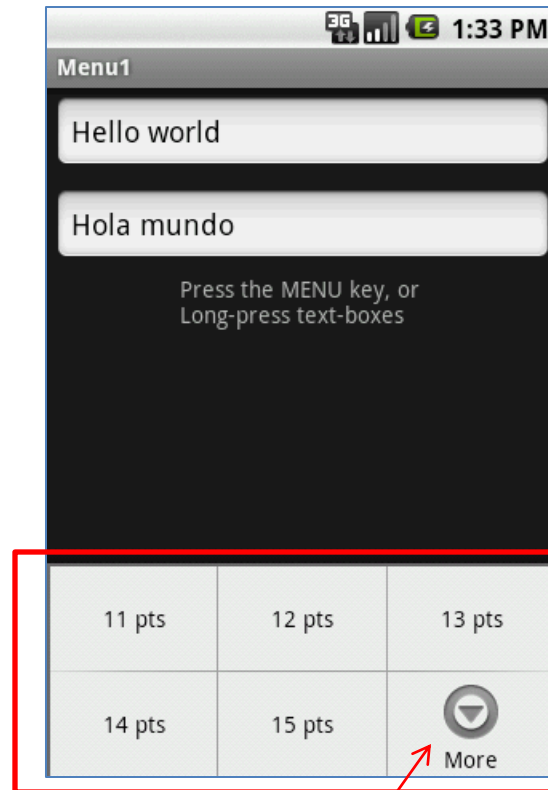 3G 1:33 PM
Menu1
Hello world
Hola mundo
Press the MENU key, or
Long-press text-boxes
11 pts 12 pts 13 pts
14 pts 15 pts More